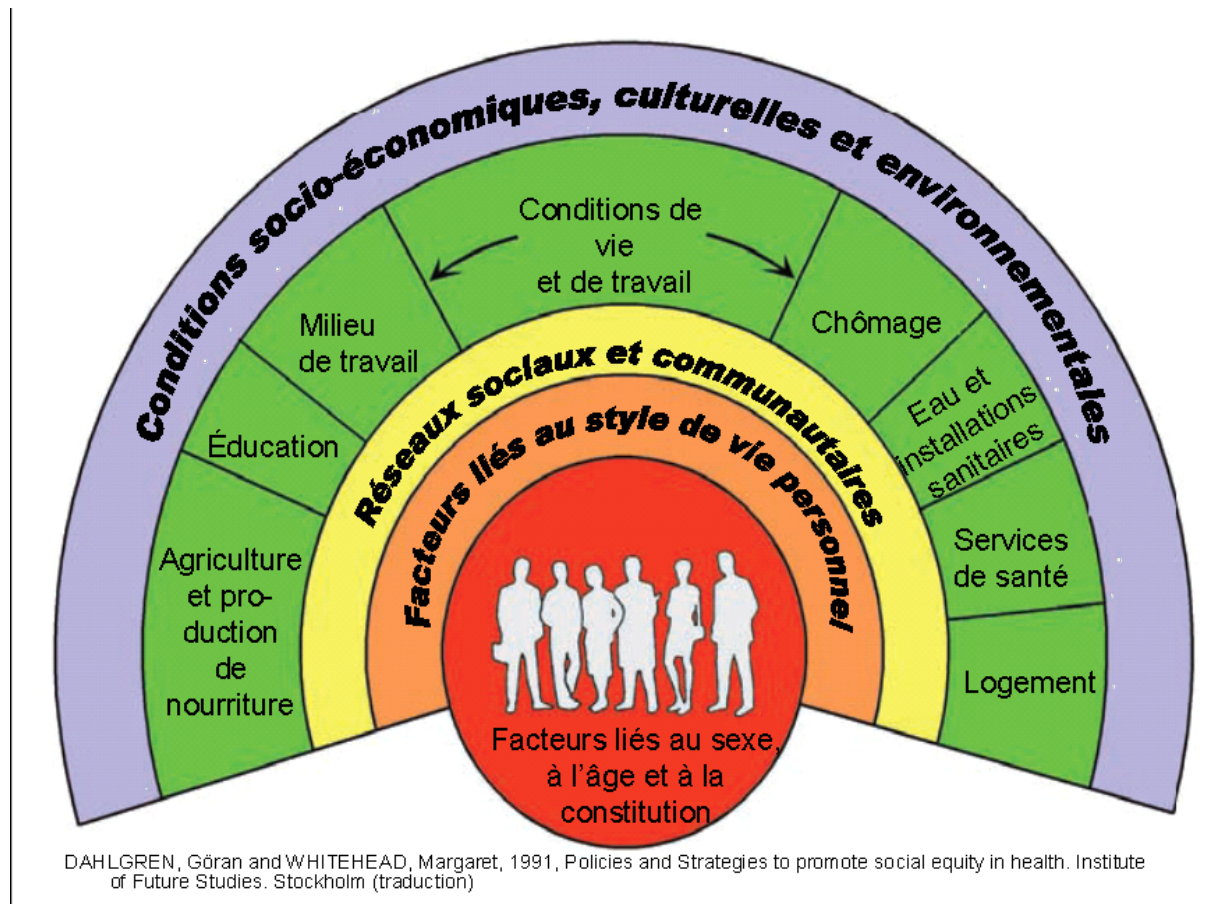 Conditions socio-économiques, culturelles et environnementales
Conditions de
vie
et de travail
Milieu
de travail
Chômage
Éducation
Eau et
installations
sanitaires
Agriculture
et pro-
duction
de
nourriture
Services
de santé
Logement
Réseaux sociaux et communautaires
Facteurs liés au style de vie personnel
Facteurs liés au sexe,
à l'âge et à la
constitution
DAHLGREN, Göran and WHITEHEAD, Margaret, 1991, Policies and Strategies to promote social equity in health. Institute
of Future Studies. Stockholm (traduction)